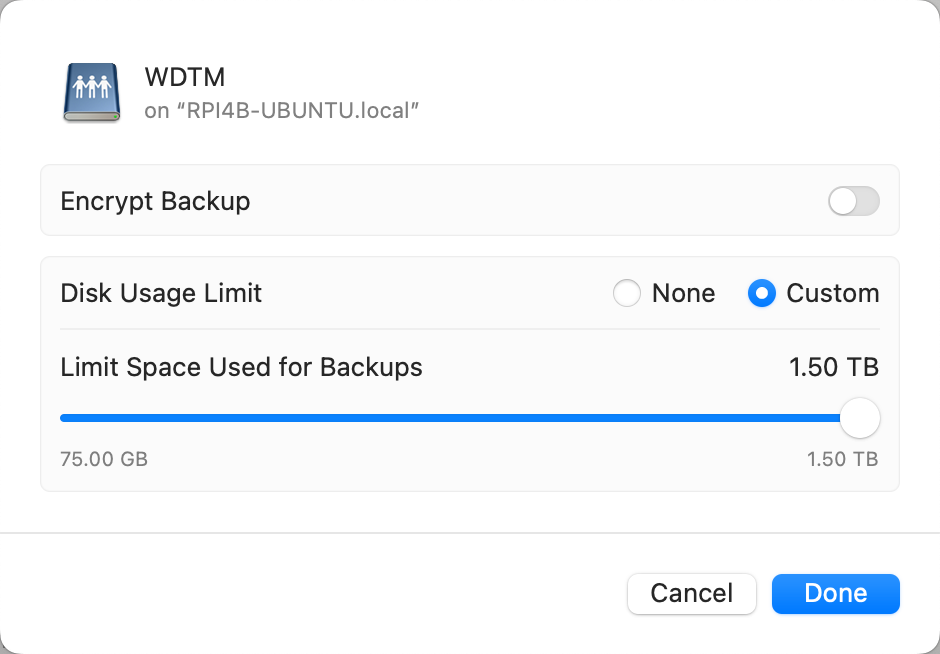 WDTM
on “RPI4B-UBUNTU.local”
Encrypt Backup
Disk Usage Limit None Custom
Limit Space Used for Backups 1.50 TB
75.00 GB 1.50 TB
Cancel Done